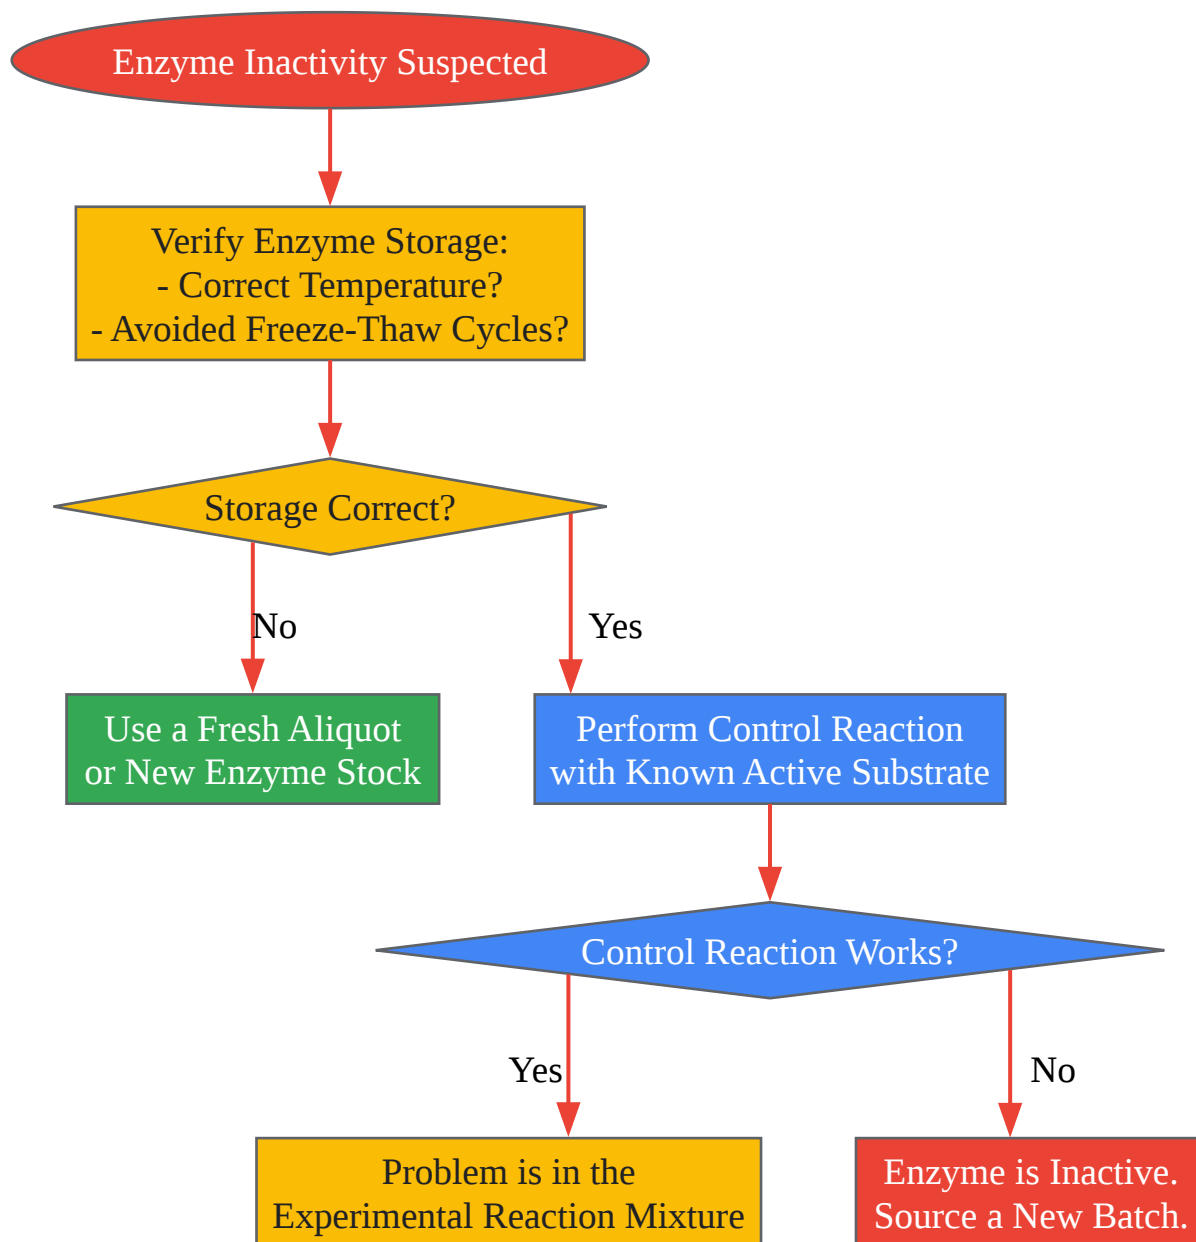 Enzyme Inactivity Suspected
Verify Enzyme Storage:
- Correct Temperature?
- Avoided Freeze-Thaw Cycles?
Storage Correct?
No
Yes
Use a Fresh Aliquot
or New Enzyme Stock
Perform Control Reaction
with Known Active Substrate
Control Reaction Works?
Yes
No
Problem is in the
Experimental Reaction Mixture
Enzyme is Inactive.
Source a New Batch.